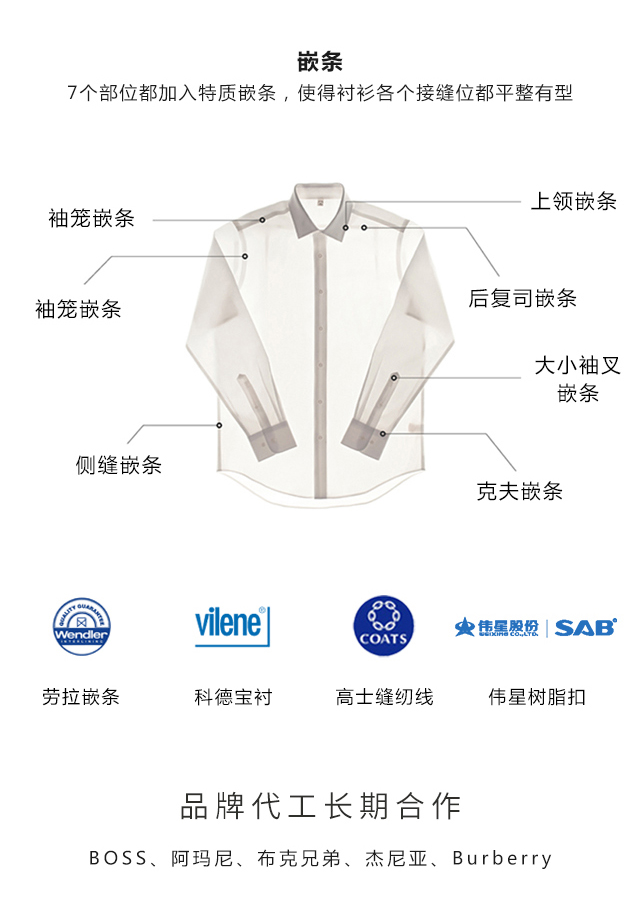 嵌条
7个部位都加入特质嵌条，使得衬衫各个接缝位都平整有型
上领嵌条
袖笼嵌条
后复司嵌条
袖笼嵌条
大小袖叉
嵌条
侧缝嵌条
克夫嵌条
QUALITY GUARANTEE
Wendler
INTERLINING
vilene®
COATS
伟星股份
WEIXING CO.,LTD.
SAB
劳拉嵌条
科德宝衬
高士缝纫线
伟星树脂扣
品牌代工长期合作
BOSS、阿玛尼、布克兄弟、杰尼亚、Burberry